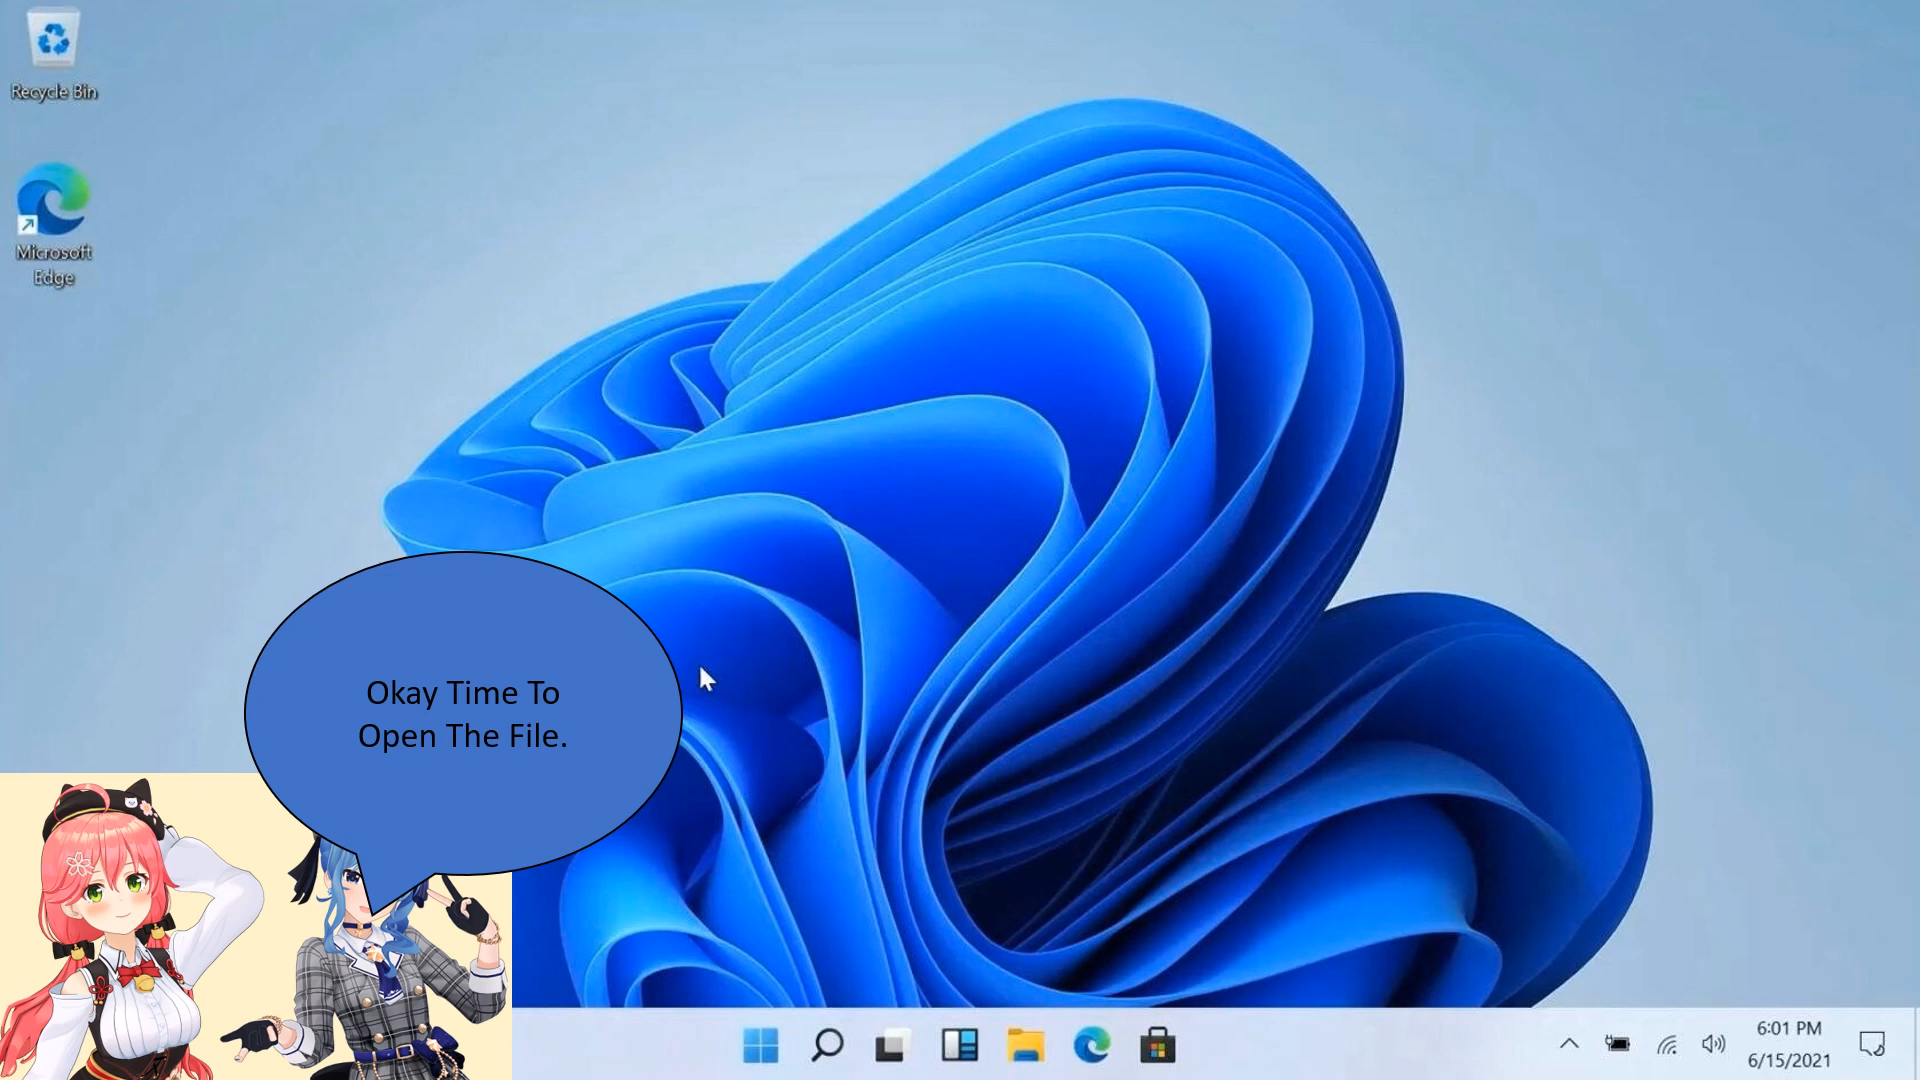 Recycle Bin
Microsoft
Edge
Okay Time To
Open The File.
6:01 PM
6/15/2021